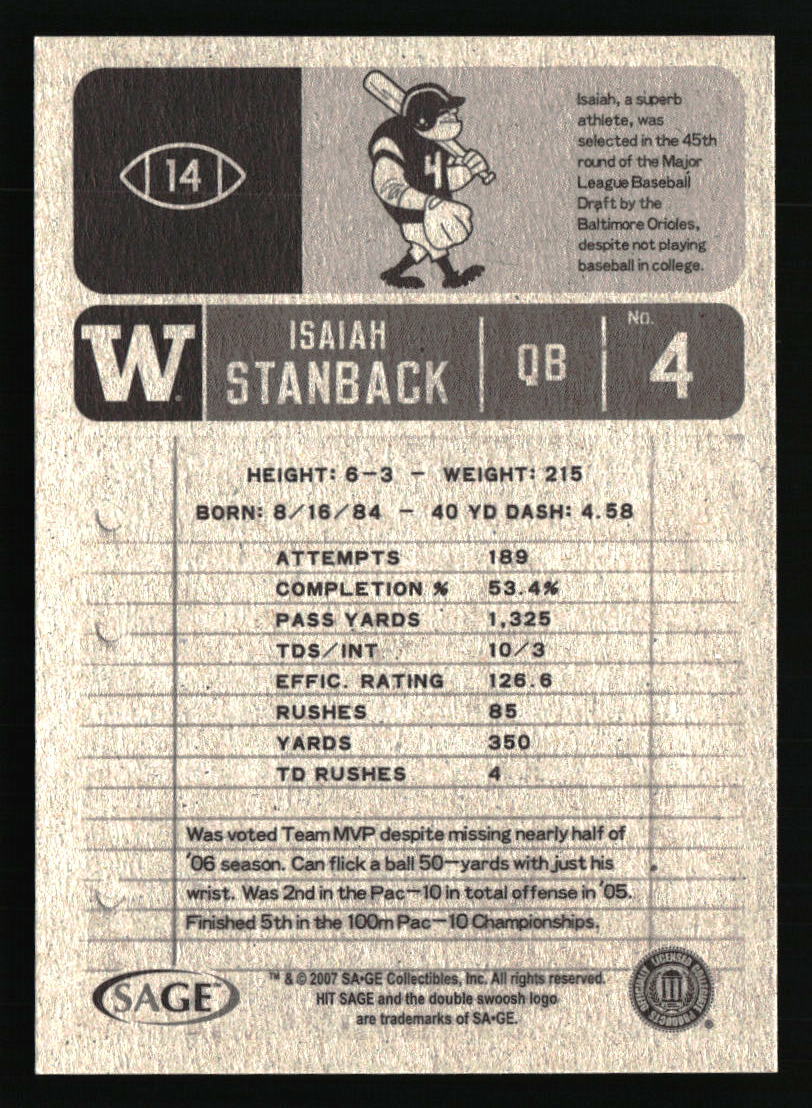 14
4
Isaiah, a superb
athlete, was
selected in the 45th
round of the Major
League Baseball
Draft by the
Baltimore Orioles,
despite not playing
baseball in college.
W
ISAIAH
STANBACK
QB
No.
4
HEIGHT: 6-3 - WEIGHT: 215
BORN: 8/16/84 - 40 YD DASH: 4.58
ATTEMPTS 189
COMPLETION % 53.4%
PASS YARDS 1,325
TDS/INT 10/3
EFFIC. RATING 126.6
RUSHES 85
YARDS 350
TD RUSHES 4
Was voted Team MVP despite missing nearly half of
'06 season. Can flick a ball 50-yards with just his
wrist. Was 2nd in the Pac-10 in total offense in '05.
Finished 5th in the 100m Pac-10 Championships.
SAGE™
™ & © 2007 SA•GE Collectibles, Inc. All rights reserved.
HIT SAGE and the double swoosh logo
are trademarks of SA•GE.
OFFICIALLY LICENSED COLLEGIATE PRODUCTS
®